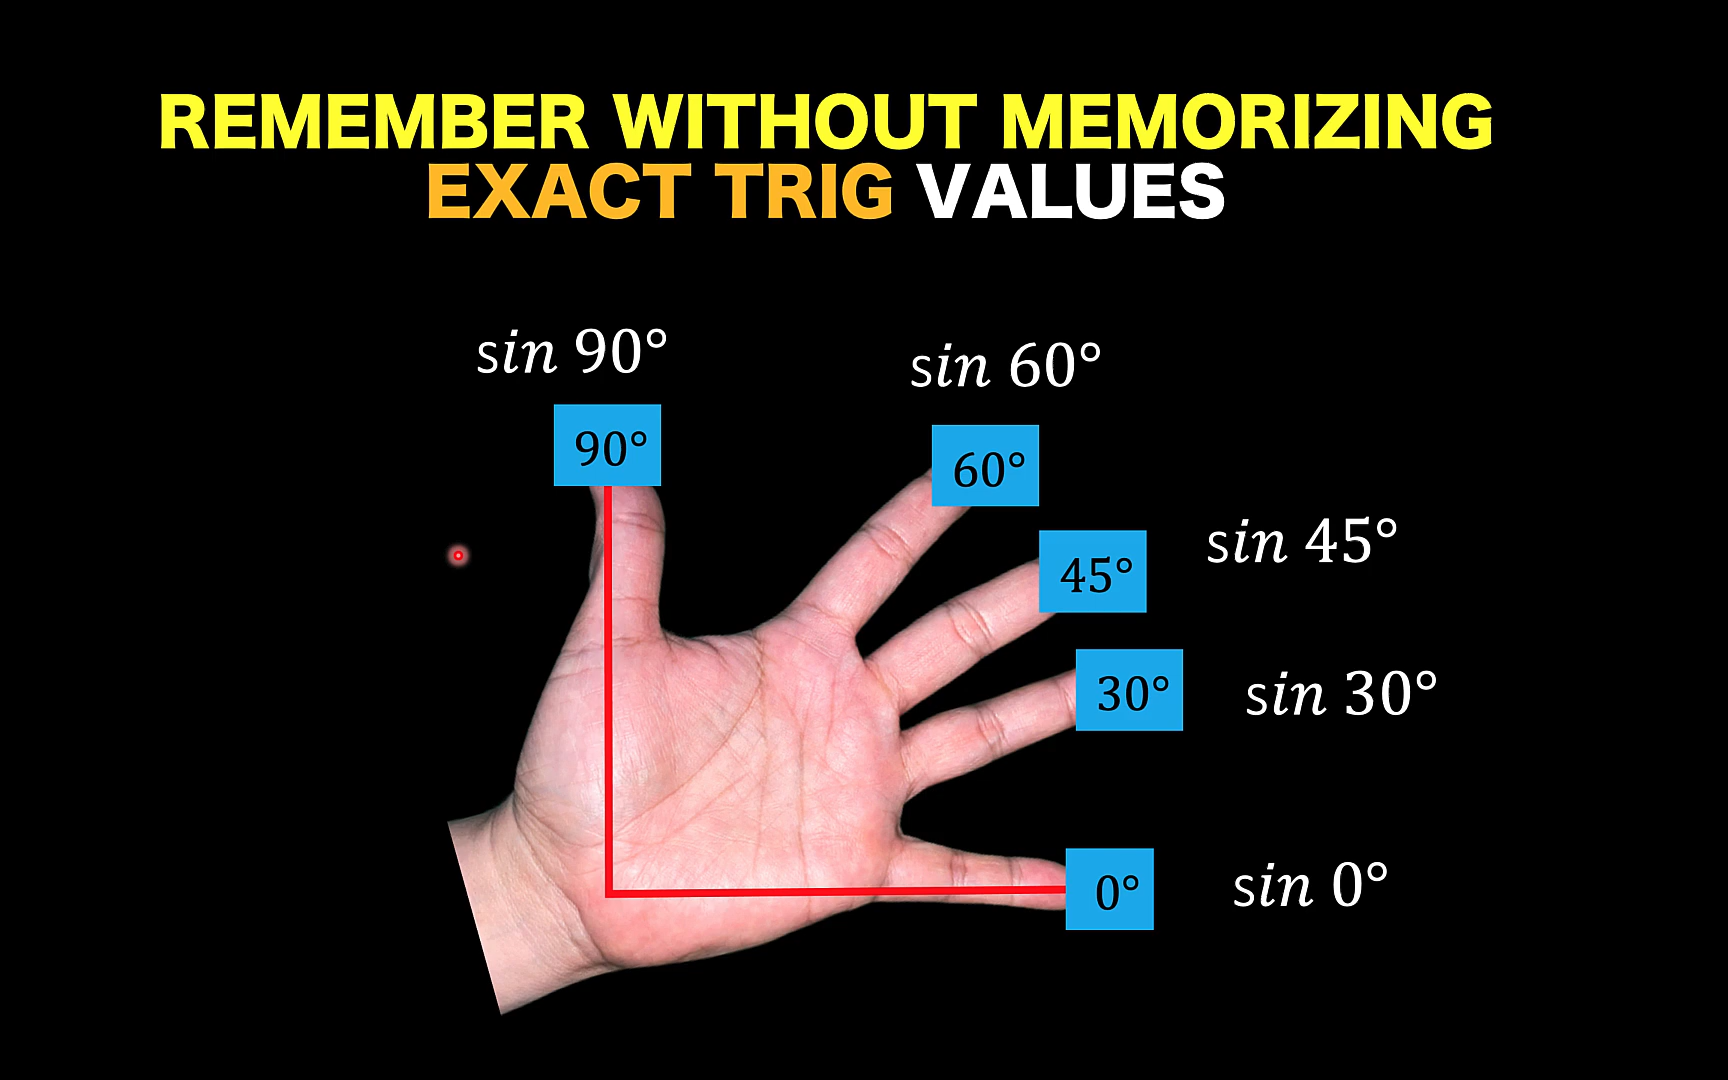 REMEMBER WITHOUT MEMORIZING
EXACT TRIG VALUES
sin 90°
sin 60°
90°
60°
sin 45°
45°
30°
sin 30°
0°
sin 0°